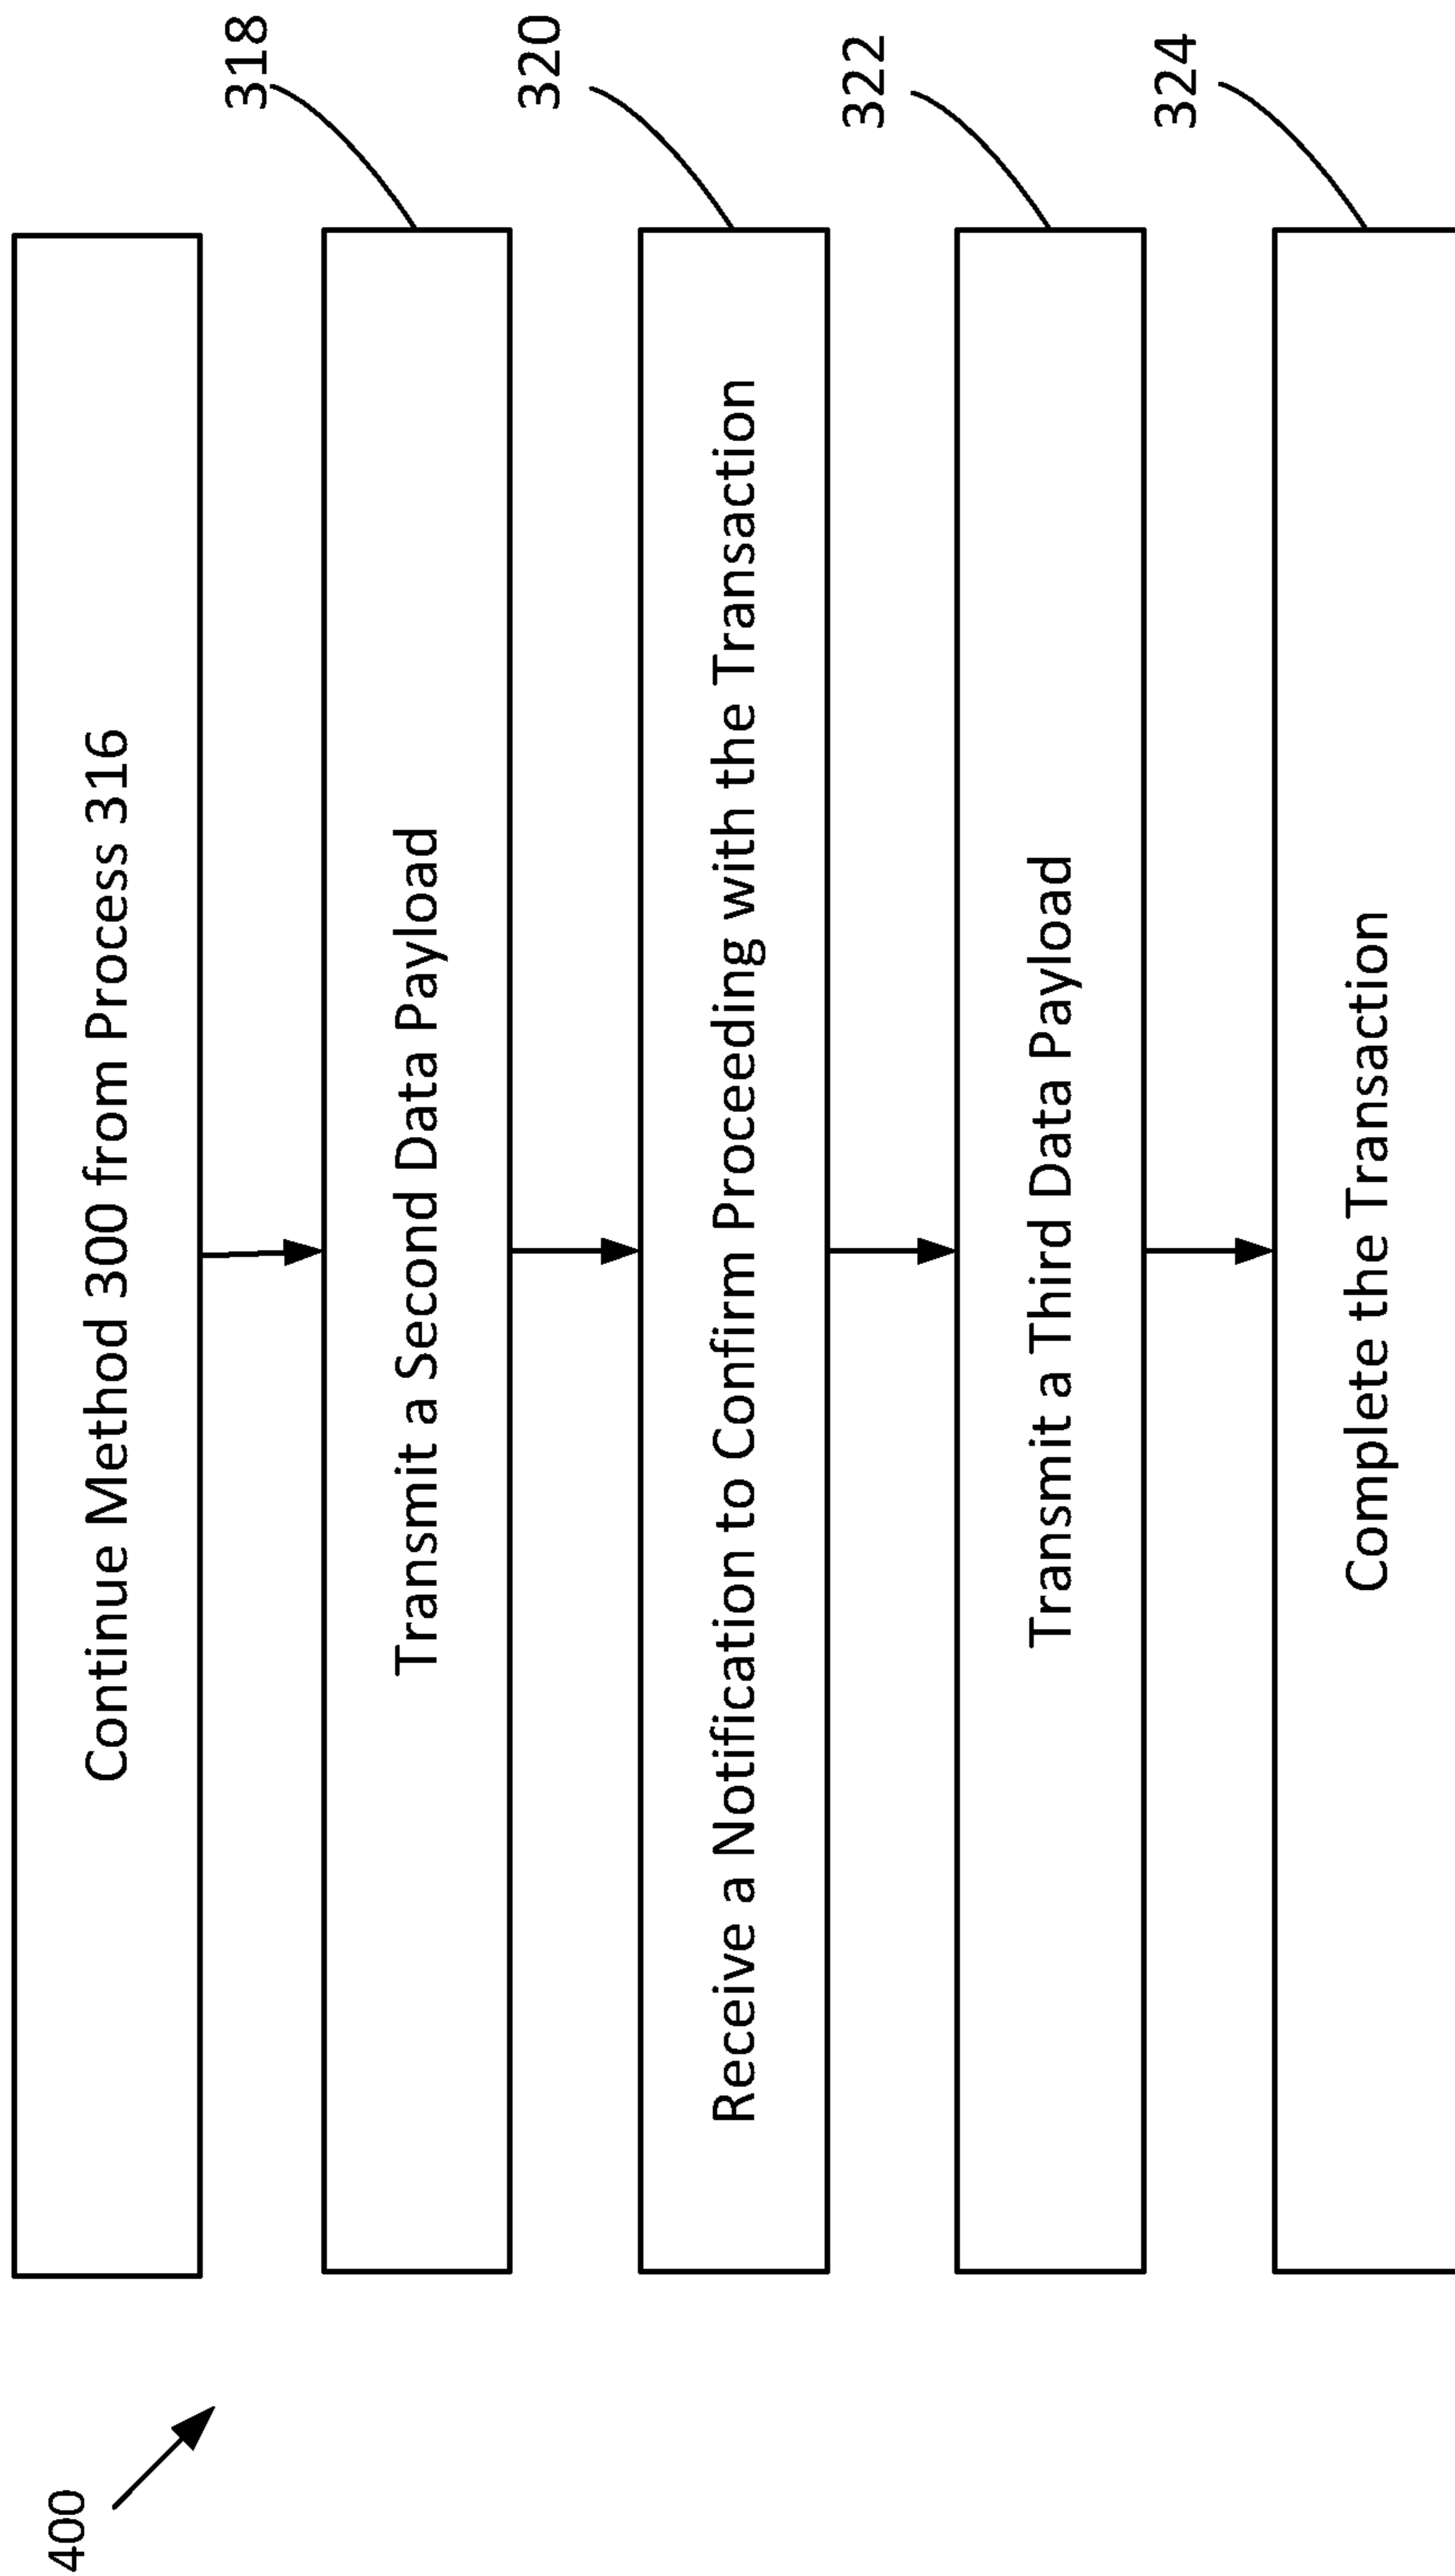 400
Continue Method 300 from Process 316
318
Transmit a Second Data Payload
320
Receive a Notification to Confirm Proceeding with the Transaction
322
Transmit a Third Data Payload
324
Complete the Transaction